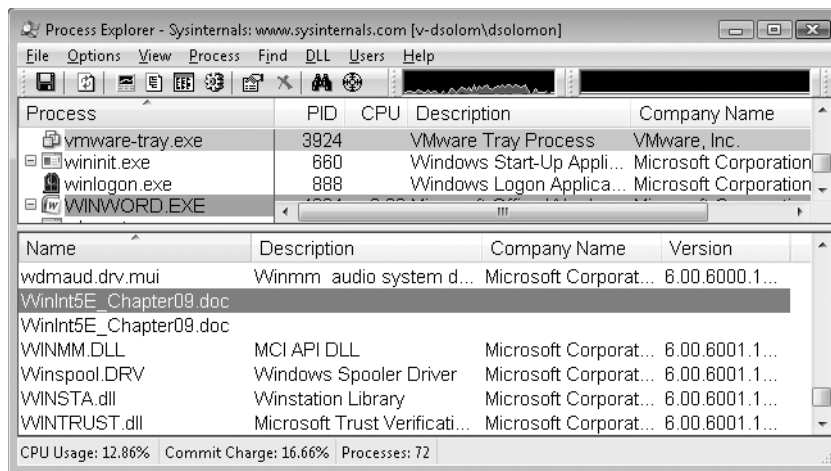 Process Explorer - Sysinternals: www.sysinternals.com [v-dsolom\dsolomon]
File Options View Process Find DLL Users Help
Process PID CPU Description Company Name
vmware-tray.exe 3924 VMware Tray Process VMware, Inc.
wininit.exe 660 Windows Start-Up Appli... Microsoft Corporation
winlogon.exe 888 Windows Logon Applica... Microsoft Corporation
WINWORD.EXE
Name Description Company Name Version
wdmaud.drv.mui Winmm audio system d... Microsoft Corporat... 6.00.6000.1...
WinInt5E_Chapter09.doc
WinInt5E_Chapter09.doc
WINMM.DLL MCI API DLL Microsoft Corporat... 6.00.6001.1...
Winspool.DRV Windows Spooler Driver Microsoft Corporat... 6.00.6001.1...
WINSTA.dll Winstation Library Microsoft Corporat... 6.00.6001.1...
WINTRUST.dll Microsoft Trust Verificati... Microsoft Corporat... 6.00.6001.1...
CPU Usage: 12.86% Commit Charge: 16.66% Processes: 72